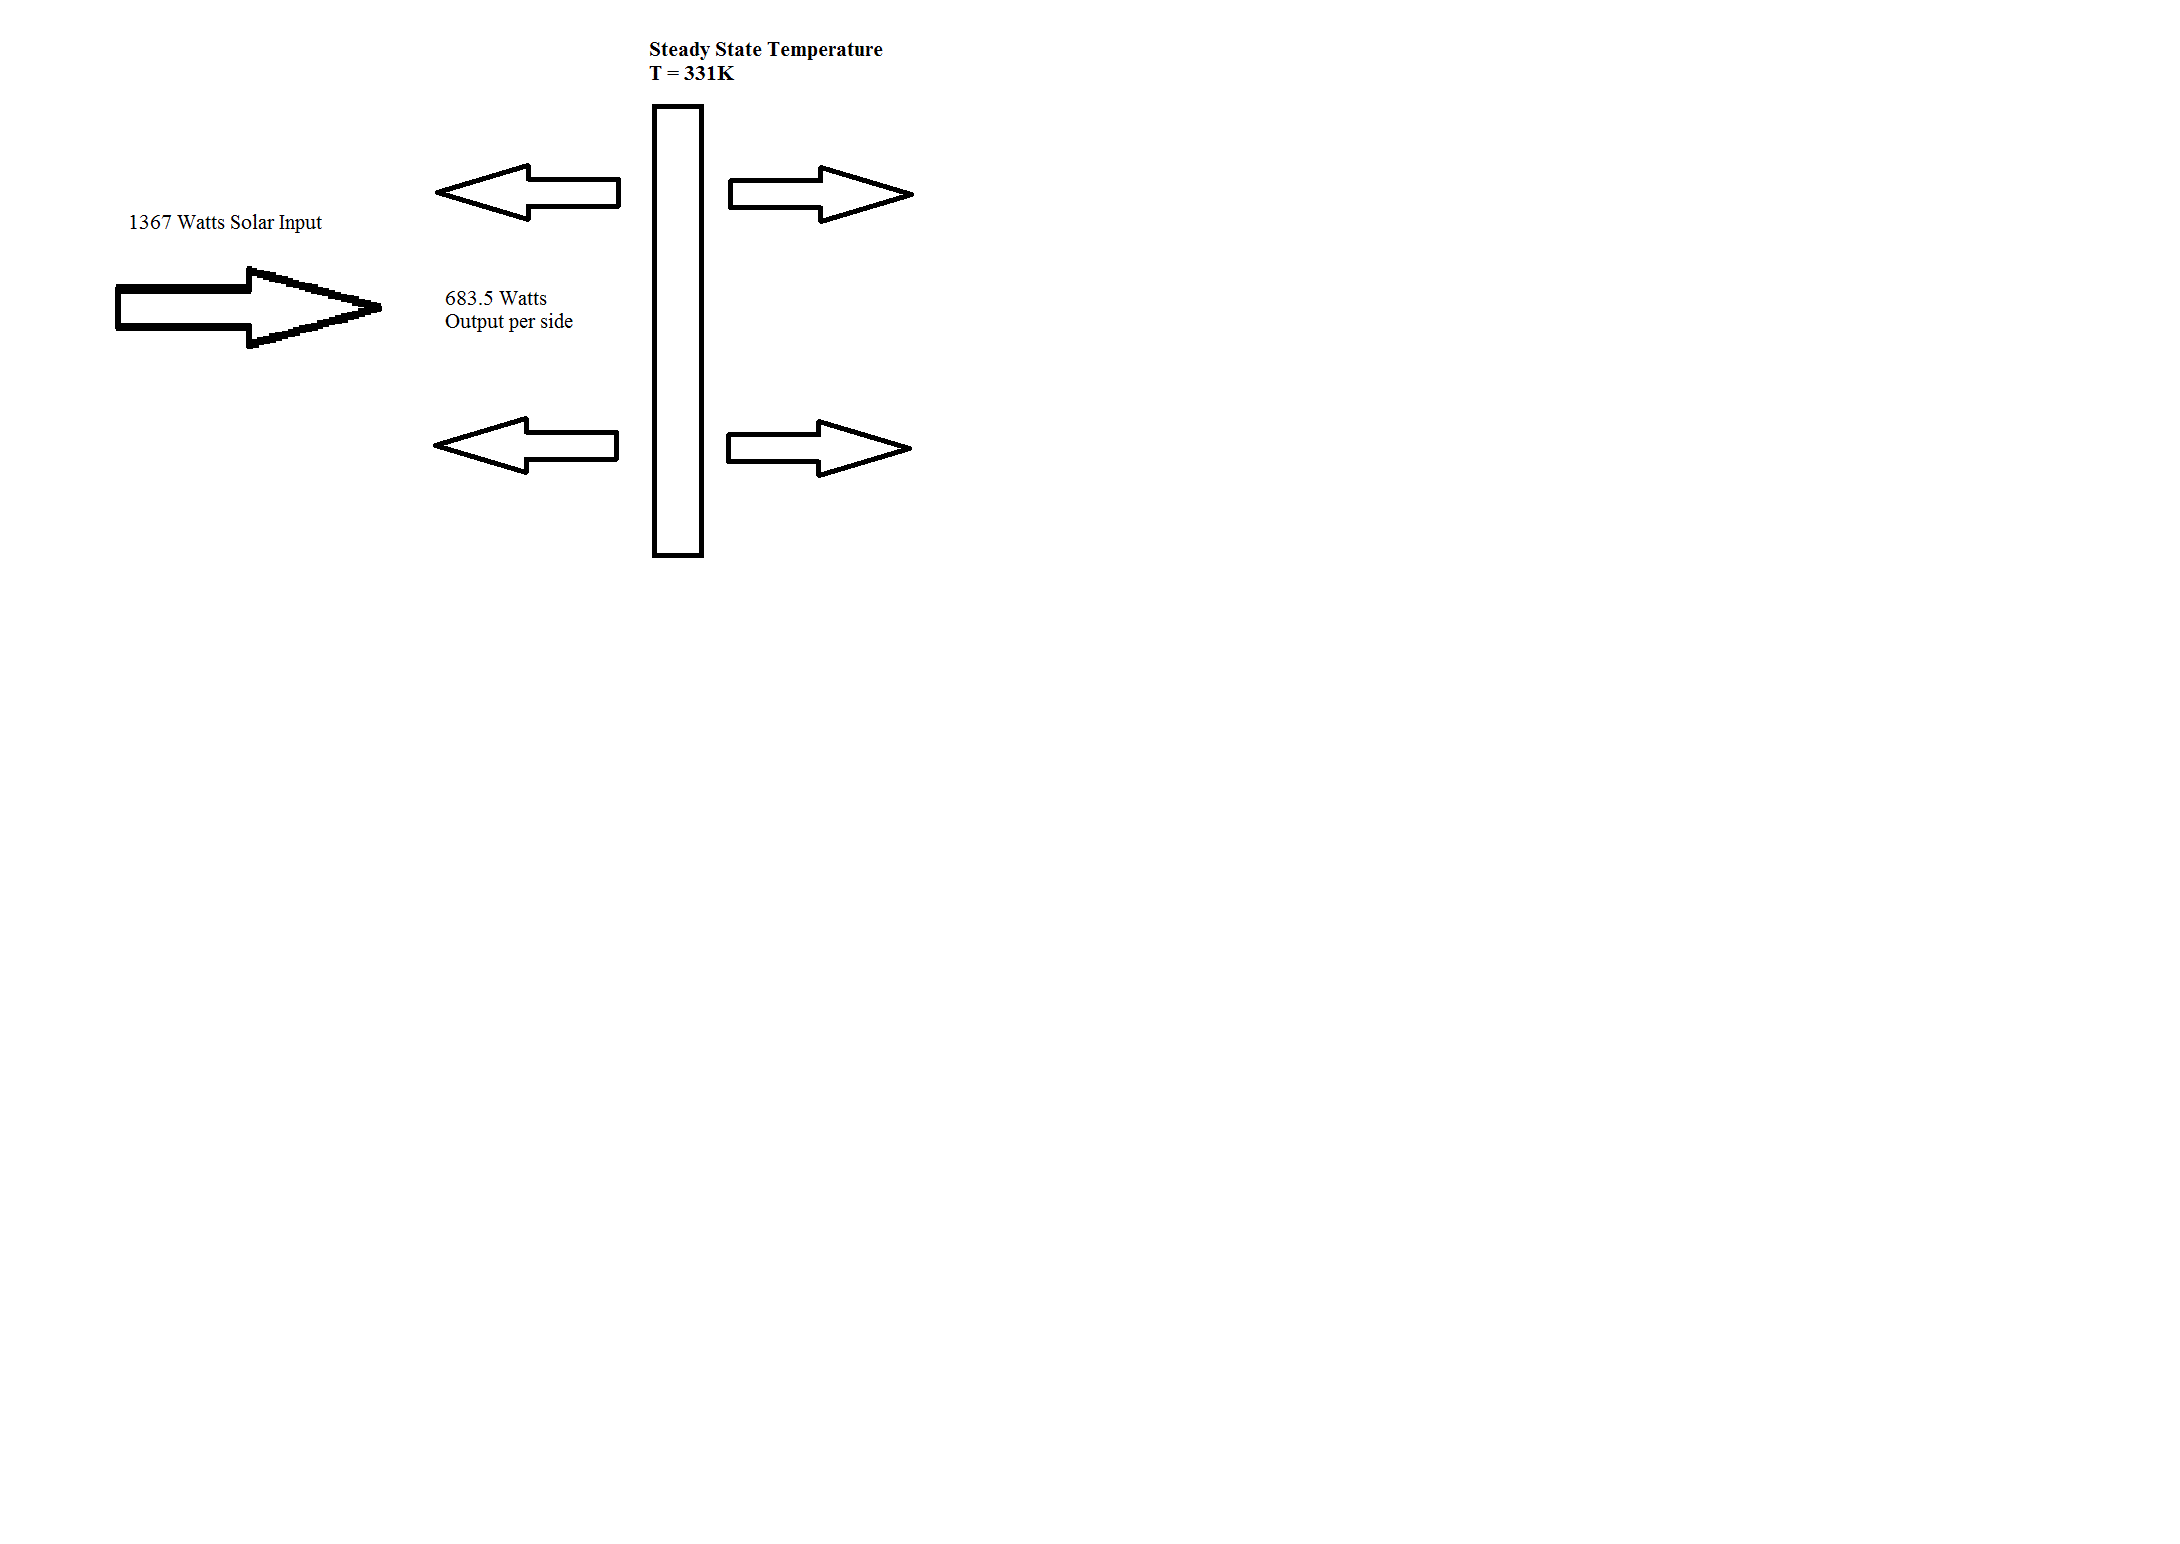 Steady State Temperature
T = 331K
1367 Watts Solar Input
683.5 Watts
Output per side